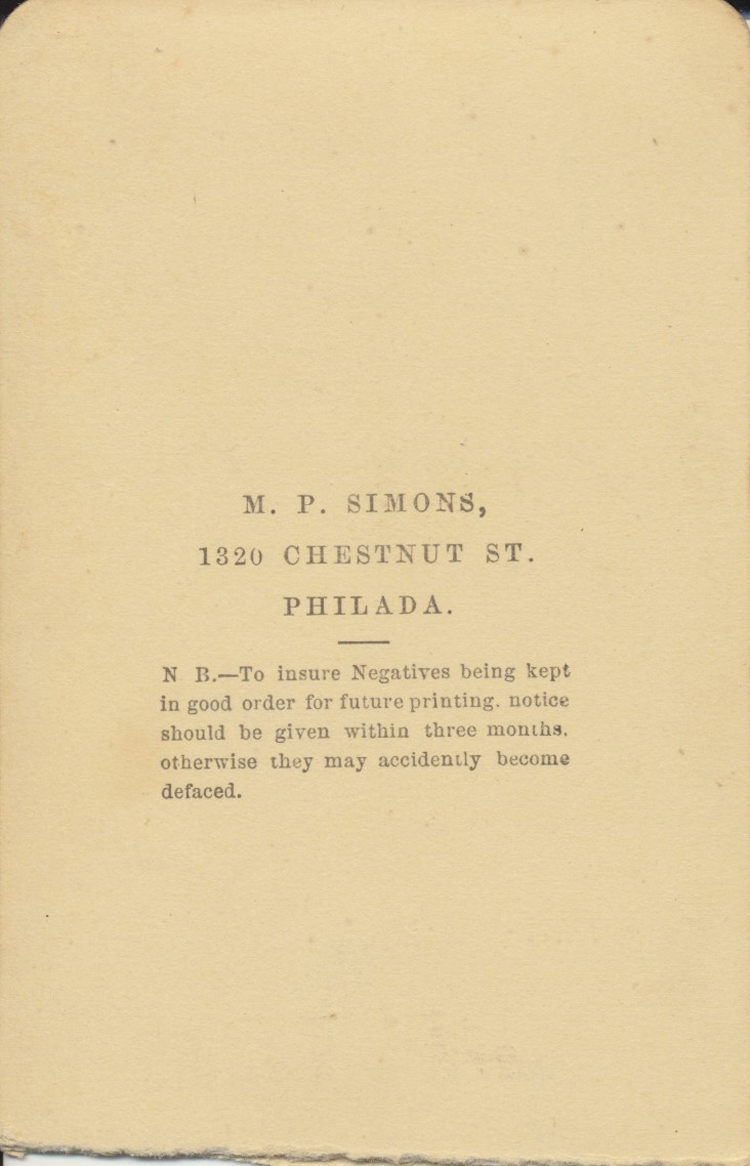 M. P. SIMONS,
1320 CHESTNUT ST.
PHILADA.
N B.—To insure Negatives being kept
in good order for future printing. notice
should be given within three months.
otherwise they may accidently become
defaced.